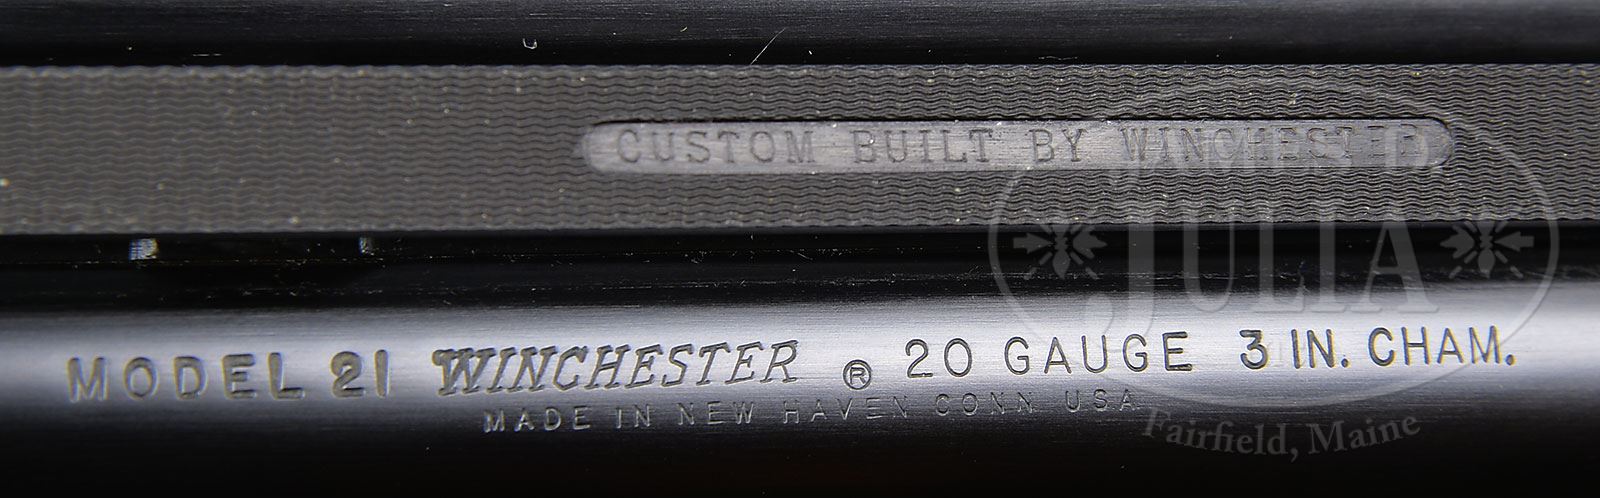 CUSTOM BUILT BY WINCHESTER
JAMES D.
JULIA
MODEL 21 WINCHESTER ® 20 GAUGE 3 IN. CHAM.
MADE IN NEW HAVEN CONN USA
Fairfield, Maine